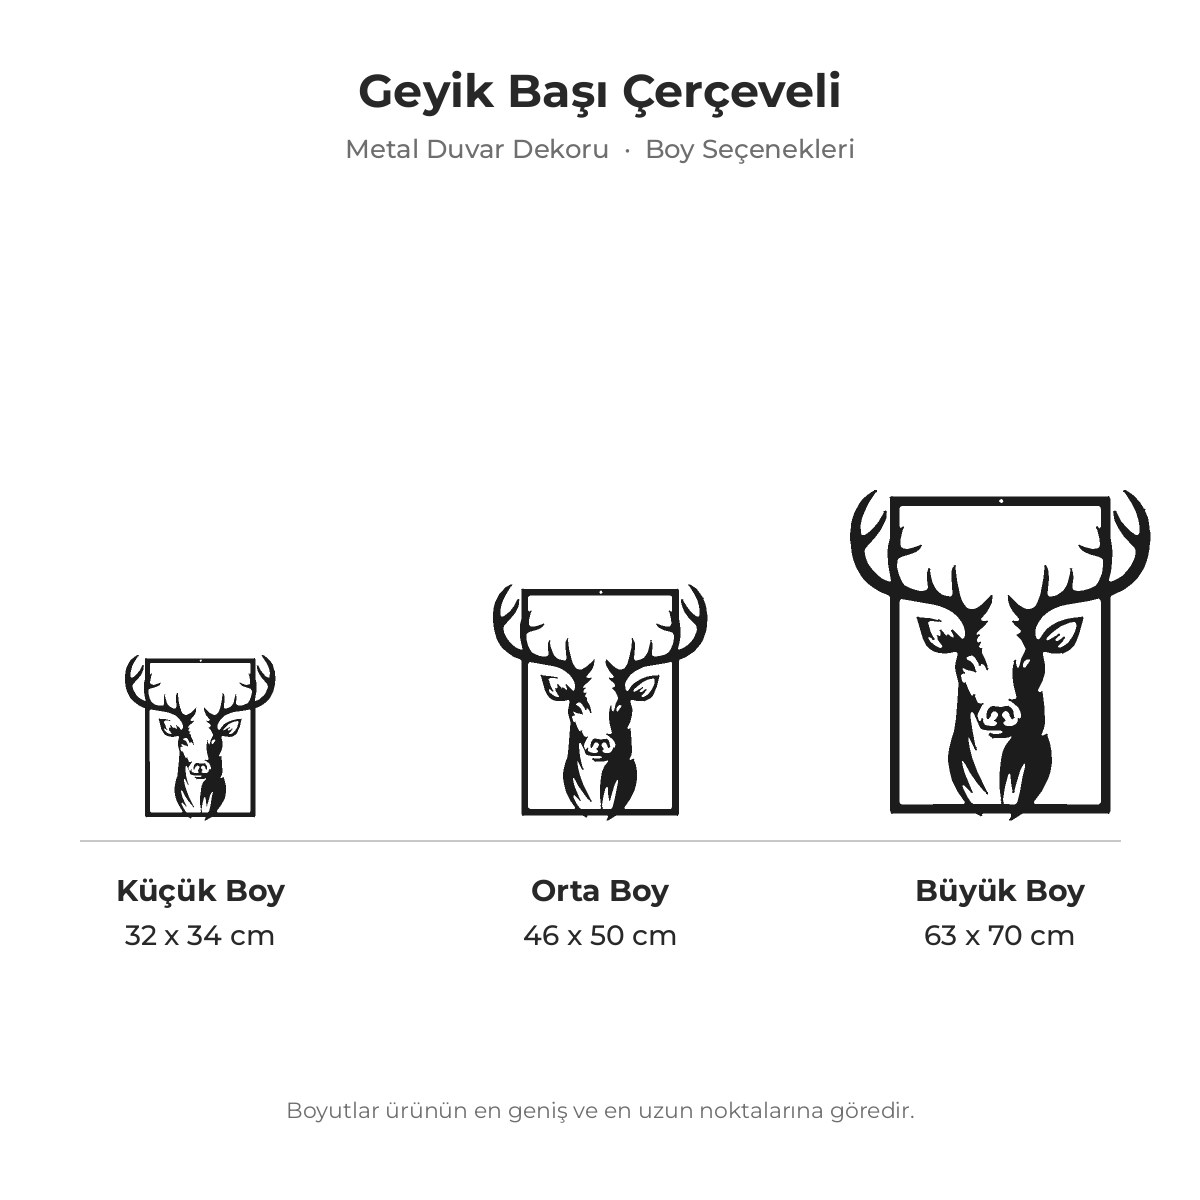 Geyik Başı Çerçeveli
Metal Duvar Dekoru · Boy Seçenekleri
Küçük Boy
32 x 34 cm
Orta Boy
46 x 50 cm
Büyük Boy
63 x 70 cm
Boyutlar ürünün en geniş ve en uzun noktalarına göredir.